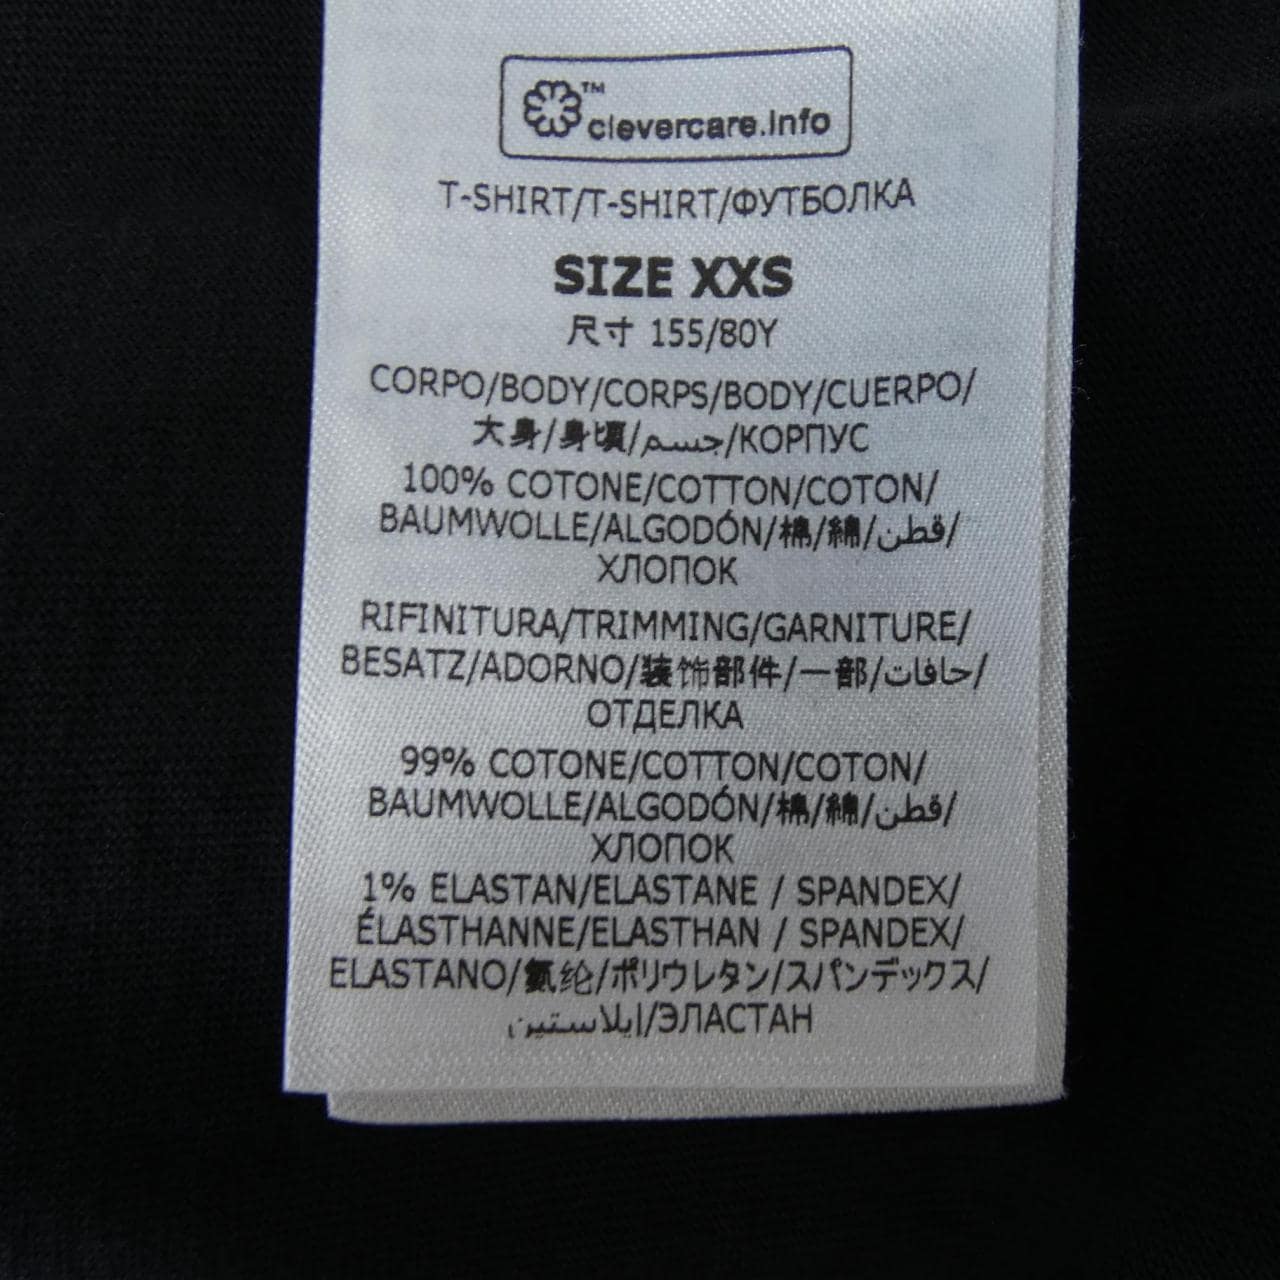 ™
clevercare.info
T-SHIRT/T-SHIRT/ФУТБОЛКА
SIZE XXS
尺寸 155/80Y
CORPO/BODY/CORPS/BODY/CUERPO/
大身/身頃/جسم/КОРПУС
100% COTONE/COTTON/COTON/
BAUMWOLLE/ALGODÓN/棉/綿/قطن/
ХЛОПОК
RIFINITURA/TRIMMING/GARNITURE/
BESATZ/ADORNO/装饰部件/一部/حافات/
ОТДЕЛКА
99% COTONE/COTTON/COTON/
BAUMWOLLE/ALGODÓN/棉/綿/قطن/
ХЛОПОК
1% ELASTAN/ELASTANE / SPANDEX/
ÉLASTHANNE/ELASTHAN / SPANDEX/
ELASTANO/氨纶/ポリウレタン/スパンデックス/
إيلاستين/ЭЛАСТАН